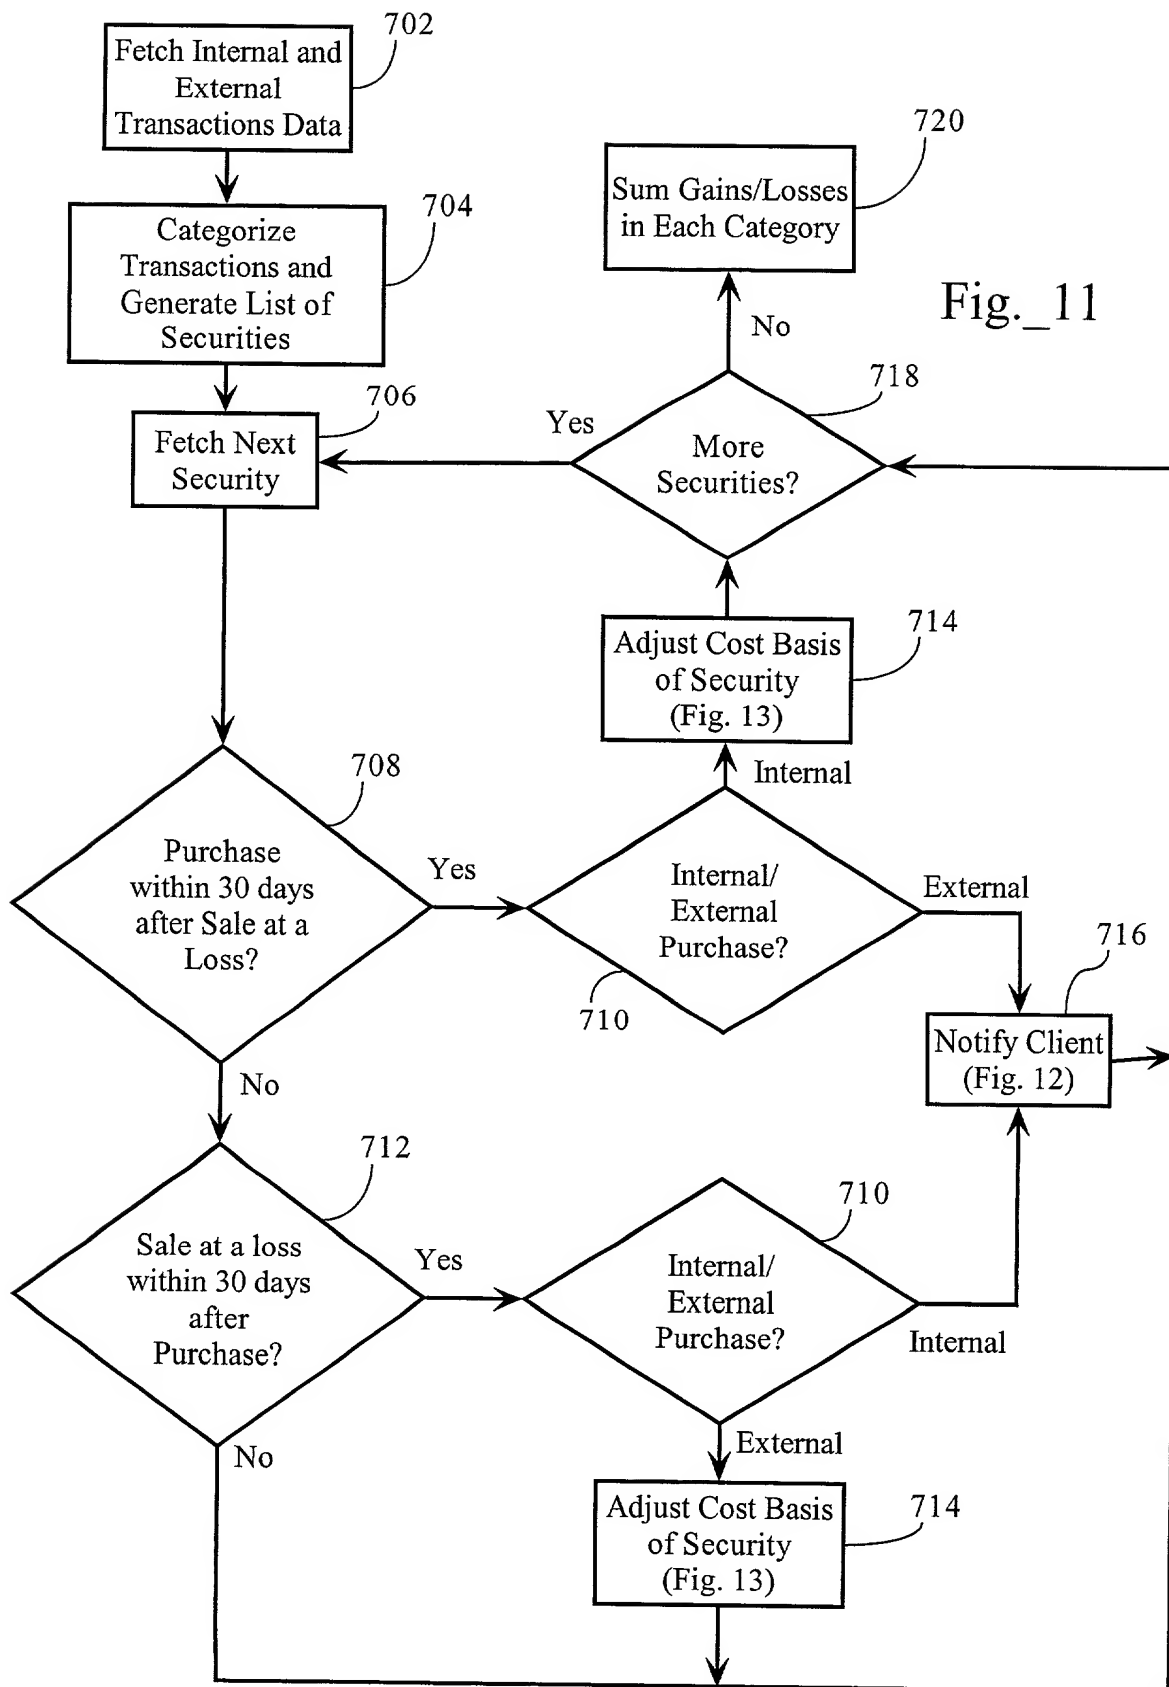 702
Fetch Internal and
External
Transactions Data
704
Categorize
Transactions and
Generate List of
Securities
706
Fetch Next
Security
720
Sum Gains/Losses
in Each Category
Fig._11
No
718
Yes
More
Securities?
714
Adjust Cost Basis
of Security
(Fig. 13)
Internal
708
Purchase
within 30 days
after Sale at a
Loss?
Yes
Internal/
External
Purchase?
710
External
716
Notify Client
(Fig. 12)
No
712
Sale at a loss
within 30 days
after
Purchase?
Yes
710
Internal/
External
Purchase?
Internal
No
External
714
Adjust Cost Basis
of Security
(Fig. 13)